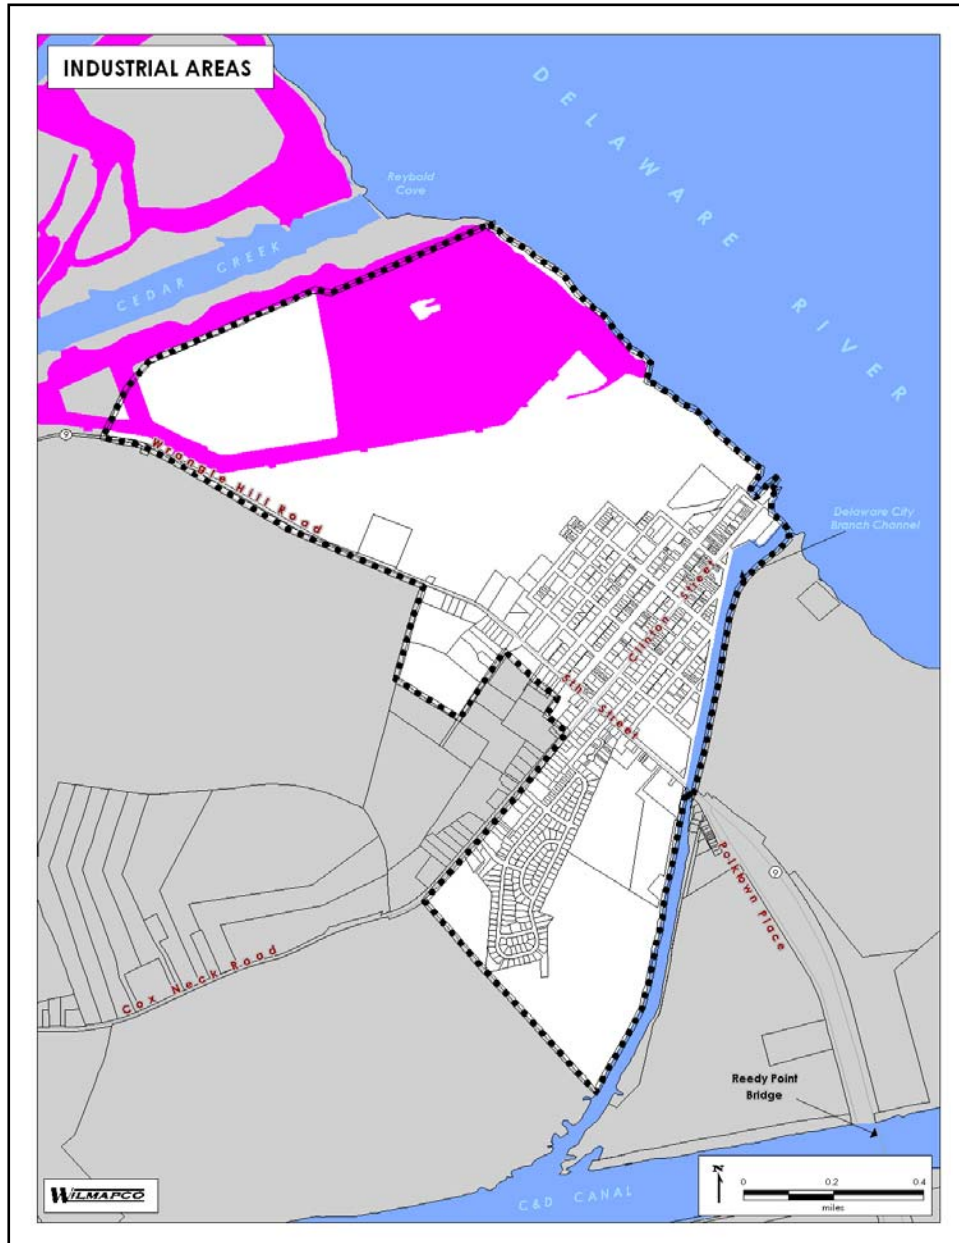 INDUSTRIAL AREAS
DELAWARE RIVER
Reybold
Cove
CEDAR CREEK
9
Wrangle Hill Road
Delaware City
Branch Channel
Clinton Street
5th Street
Polktown Place
9
Cox Neck Road
Reedy Point
Bridge
C&D CANAL
WILMAPCO
N
0 0.2 0.4
miles